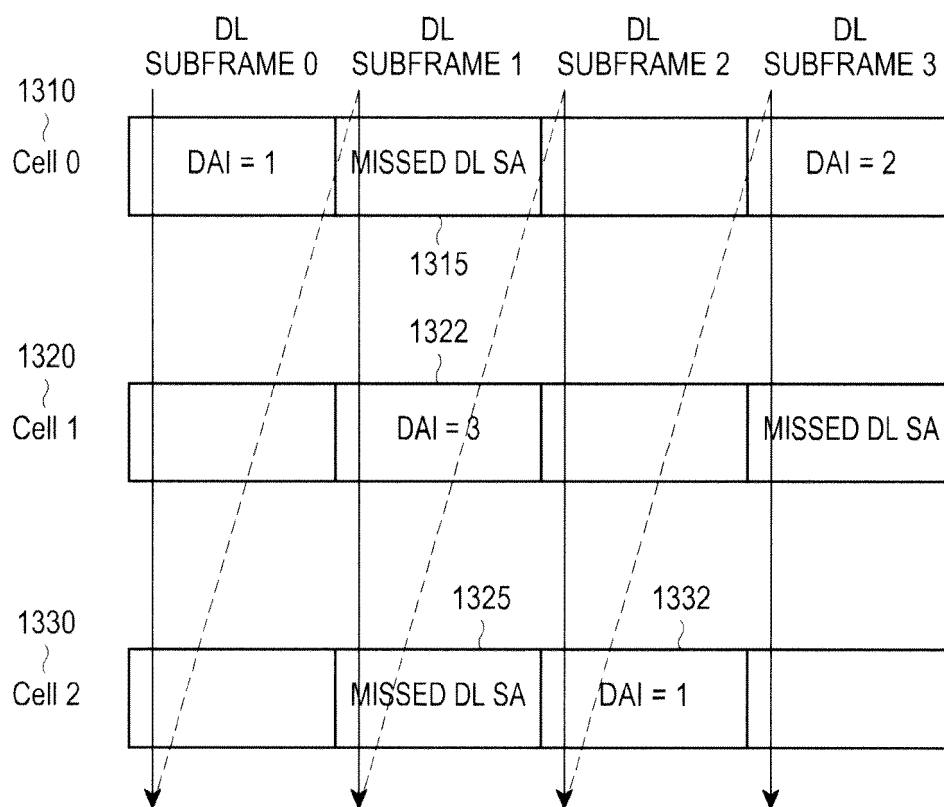 DL
SUBFRAME 0
DL
SUBFRAME 1
DL
SUBFRAME 2
DL
SUBFRAME 3
1310
Cell 0
DAI = 1
MISSED DL SA
DAI = 2
1315
1322
1320
Cell 1
DAI = 3
MISSED DL SA
1325
1332
1330
Cell 2
MISSED DL SA
DAI = 1